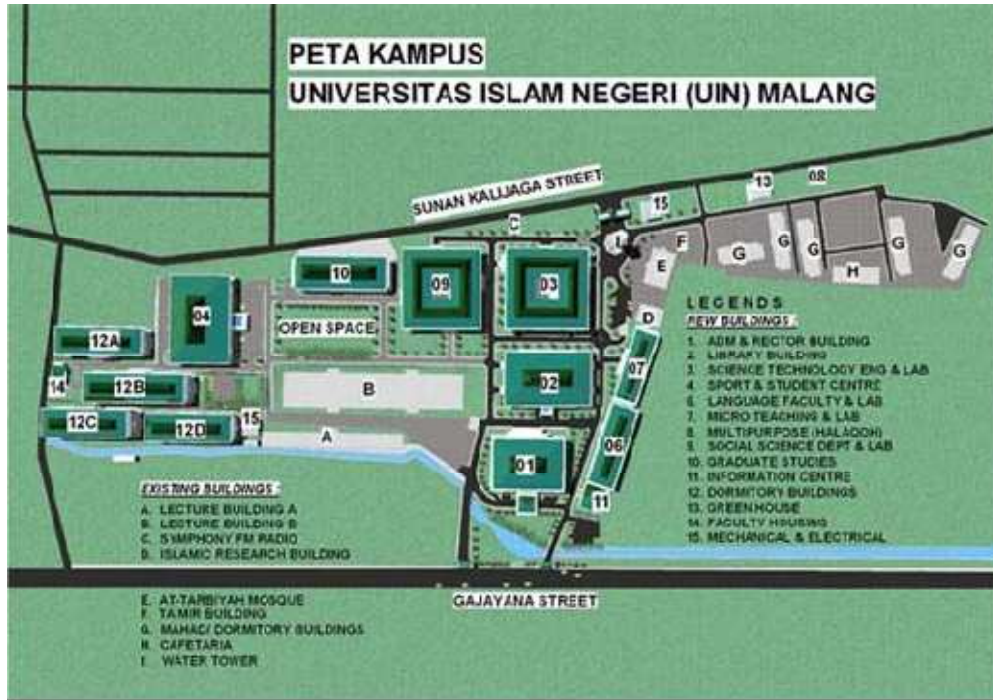 PETA KAMPUS
UNIVERSITAS ISLAM NEGERI (UIN) MALANG
SUNAN KALIJAGA STREET
13
08
15
C
I
F
G
G
G
G
G
E
H
10
09
03
04
OPEN SPACE
D
12A
07
14
12B
B
02
12C
12D
15
A
06
01
11
LEGENDS
NEW BUILDINGS :
1. ADM & RECTOR BUILDING
2. LIBRARY BUILDING
3. SCIENCE TECHNOLOGY ENG & LAB
4. SPORT & STUDENT CENTRE
6. LANGUAGE FACULTY & LAB
7. MICRO TEACHING & LAB
8. MULTIPURPOSE (HALAQOH)
9. SOCIAL SCIENCE DEPT & LAB
10. GRADUATE STUDIES
11. INFORMATION CENTRE
12. DORMITORY BUILDINGS
13. GREENHOUSE
14. FACULTY HOUSING
15. MECHANICAL & ELECTRICAL
EXISTING BUILDINGS :
A. LECTURE BUILDING A
B. LECTURE BUILDING B
C. SYMPHONY FM RADIO
D. ISLAMIC RESEARCH BUILDING
GAJAYANA STREET
E. AT-TARBIYAH MOSQUE
F. TAMIR BUILDING
G. MAHAD/ DORMITORY BUILDINGS
H. CAFETARIA
I. WATER TOWER